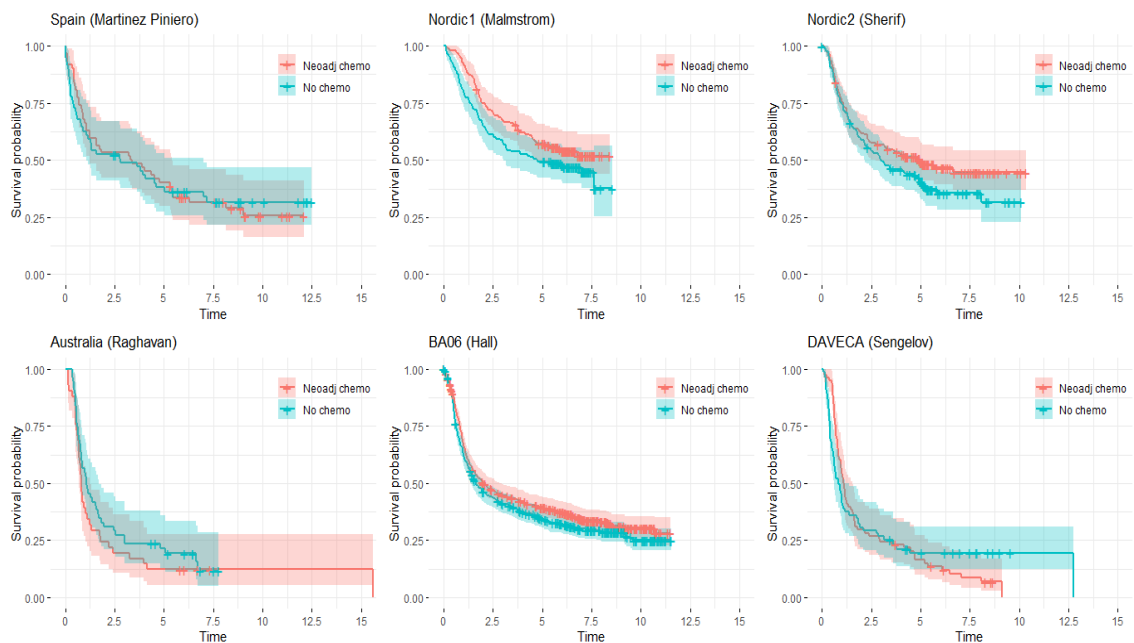 Spain (Martinez Piniero)
Survival probability
1.00
0.75
0.50
0.25
0.00
Neoadj chemo
No chemo
0 2.5 5 7.5 10 12.5 15
Time
Nordic1 (Malmstrom)
Survival probability
1.00
0.75
0.50
0.25
0.00
Neoadj chemo
No chemo
0 2.5 5 7.5 10 12.5 15
Time
Nordic2 (Sherif)
Survival probability
1.00
0.75
0.50
0.25
0.00
Neoadj chemo
No chemo
0 2.5 5 7.5 10 12.5 15
Time
Australia (Raghavan)
Survival probability
1.00
0.75
0.50
0.25
0.00
Neoadj chemo
No chemo
0 2.5 5 7.5 10 12.5 15
Time
BA06 (Hall)
Survival probability
1.00
0.75
0.50
0.25
0.00
Neoadj chemo
No chemo
0 2.5 5 7.5 10 12.5 15
Time
DAVECA (Sengelov)
Survival probability
1.00
0.75
0.50
0.25
0.00
Neoadj chemo
No chemo
0 2.5 5 7.5 10 12.5 15
Time